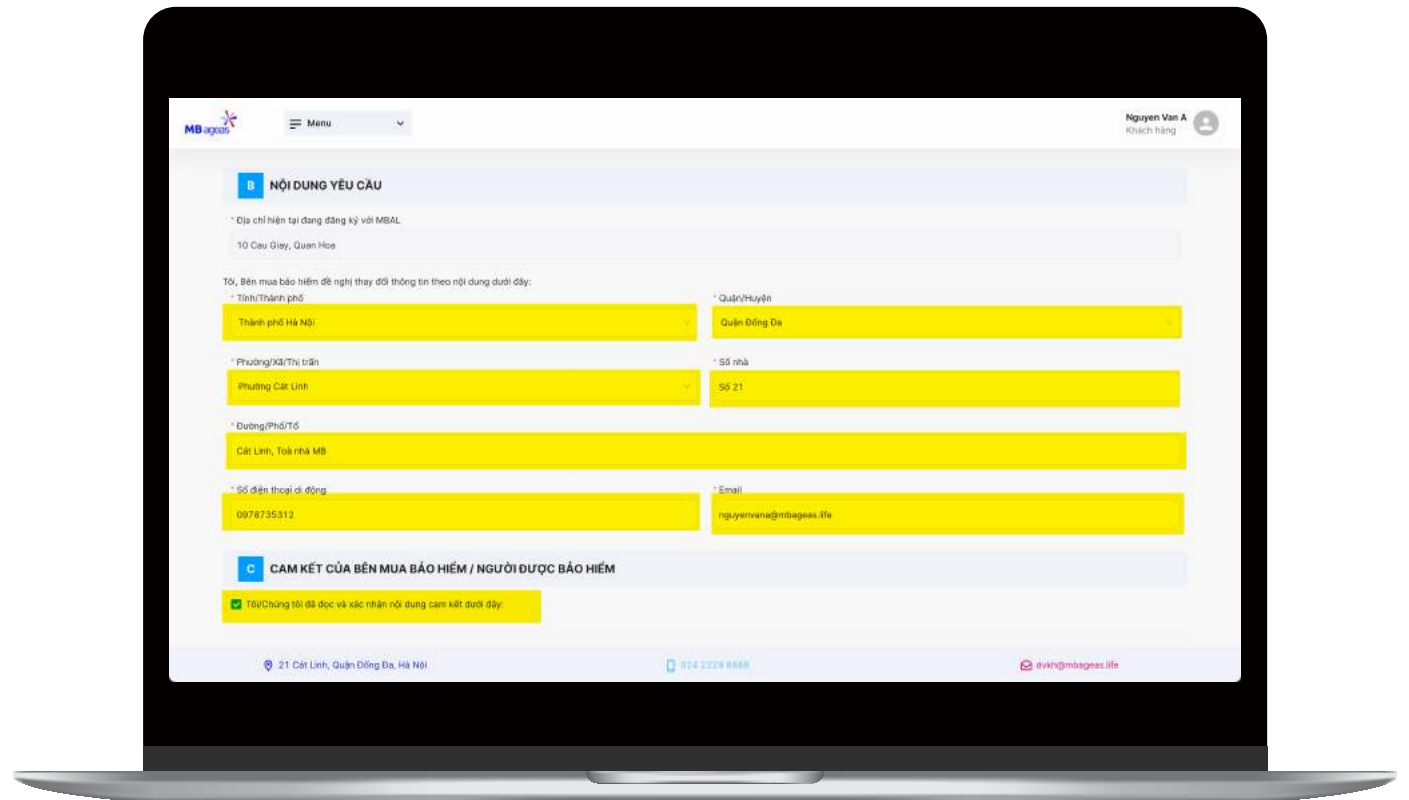 MB ageas
Menu
Nguyen Van A
Khách hàng
B NỘI DUNG YÊU CẦU
* Địa chỉ hiện tại đang đăng ký với MBAL
10 Cau Giay, Quan Hoa
Tôi, Bên mua bảo hiểm đề nghị thay đổi thông tin theo nội dung dưới đây:
* Tỉnh/Thành phố
* Quận/Huyện
Thành phố Hà Nội
Quận Đống Đa
* Phường/Xã/Thị trấn
* Số nhà
Phường Cát Linh
Số 21
* Đường/Phố/Tổ
Cát Linh, Toà nhà MB
* Số điện thoại di động
* Email
0978735312
nguyenvana@mbageas.life
C CAM KẾT CỦA BÊN MUA BẢO HIỂM / NGƯỜI ĐƯỢC BẢO HIỂM
Tôi/Chúng tôi đã đọc và xác nhận nội dung cam kết dưới đây:
21 Cát Linh, Quận Đống Đa, Hà Nội
024 2229 8888
dvkh@mbageas.life